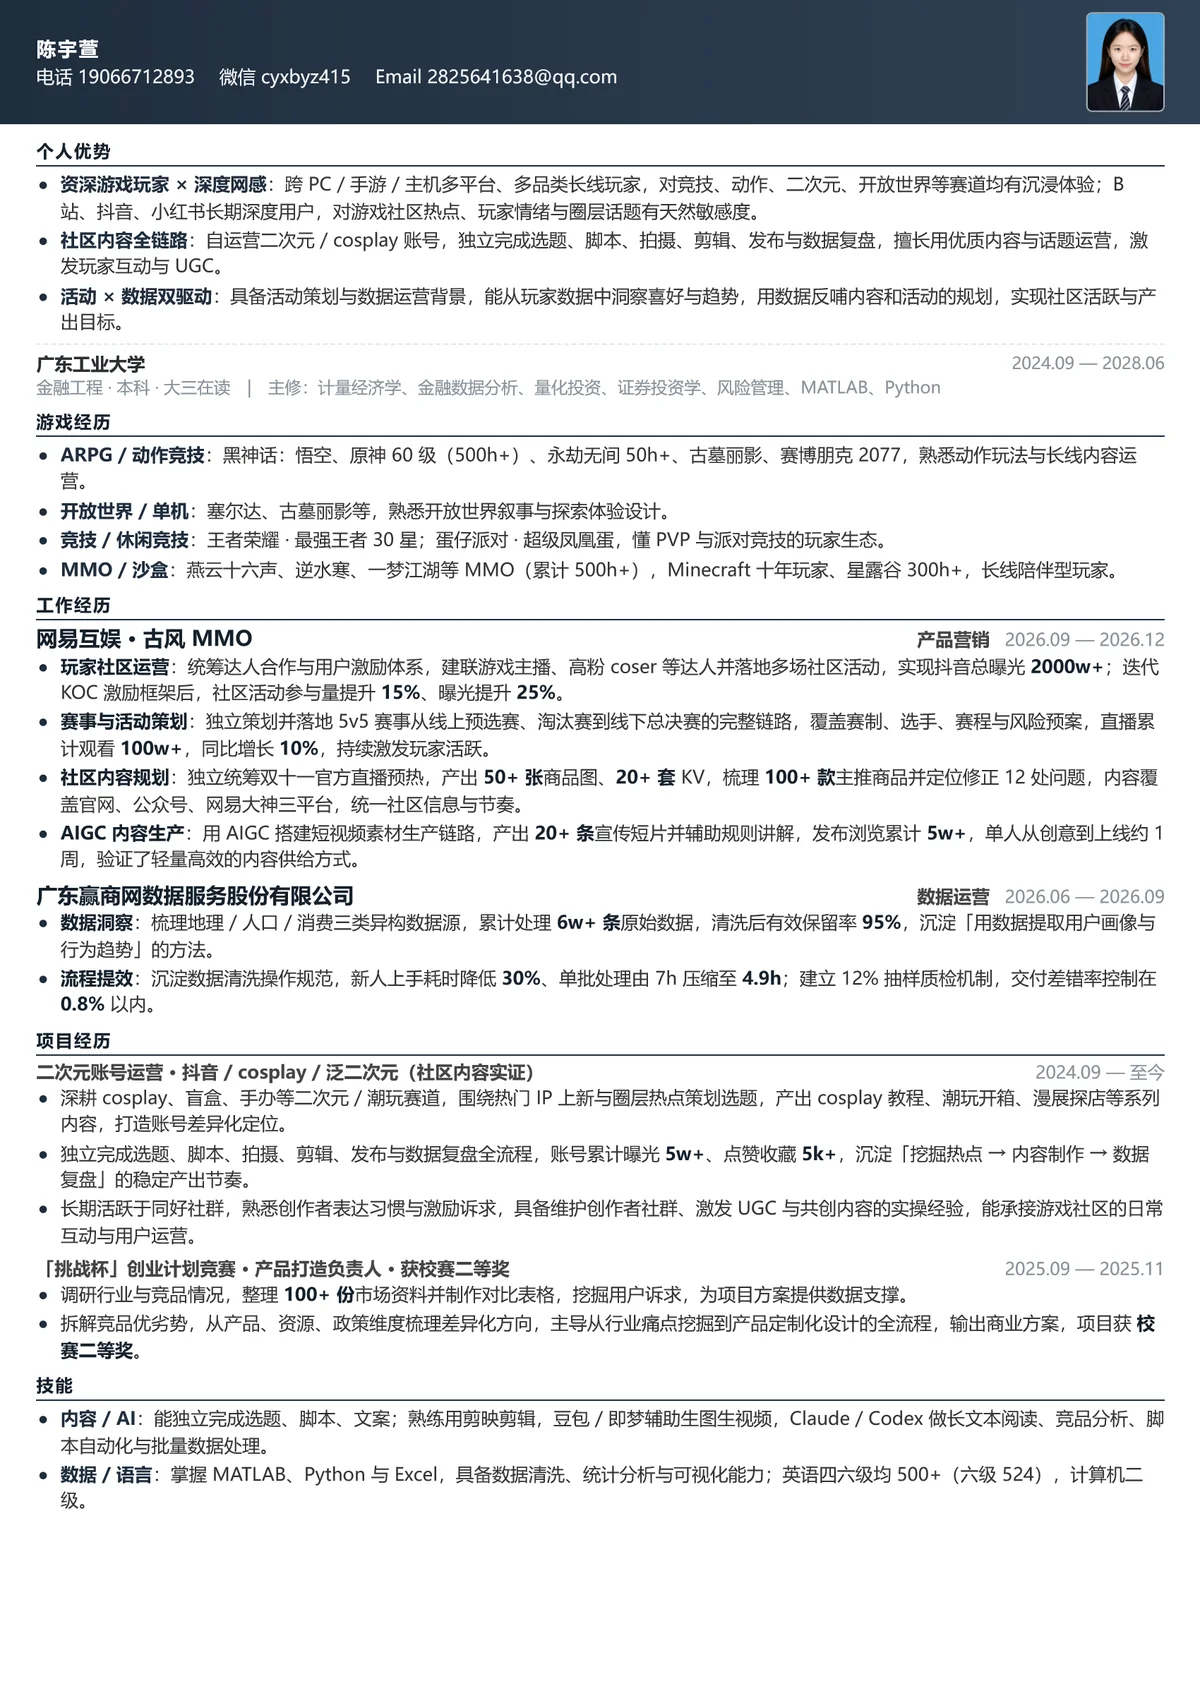 陈宇萱
电话 19066712893 微信 cyxbyz415 Email 2825641638@qq.com
个人优势
• 资深游戏玩家 × 深度网感：跨 PC / 手游 / 主机多平台、多品类长线玩家，对竞技、动作、二次元、开放世界等赛道均有沉浸体验；B
站、抖音、小红书长期深度用户，对游戏社区热点、玩家情绪与圈层话题有天然敏感度。
• 社区内容全链路：自运营二次元 / cosplay 账号，独立完成选题、脚本、拍摄、剪辑、发布与数据复盘，擅长用优质内容与话题运营，激
发玩家互动与 UGC。
• 活动 × 数据双驱动：具备活动策划与数据运营背景，能从玩家数据中洞察喜好与趋势，用数据反哺内容和活动的规划，实现社区活跃与产
出目标。
广东工业大学 2024.09 — 2028.06
金融工程 · 本科 · 大三在读 | 主修：计量经济学、金融数据分析、量化投资、证券投资学、风险管理、MATLAB、Python
游戏经历
• ARPG / 动作竞技：黑神话：悟空、原神 60 级（500h+）、永劫无间 50h+、古墓丽影、赛博朋克 2077，熟悉动作玩法与长线内容运
营。
• 开放世界 / 单机：塞尔达、古墓丽影等，熟悉开放世界叙事与探索体验设计。
• 竞技 / 休闲竞技：王者荣耀 · 最强王者 30 星；蛋仔派对 · 超级凤凰蛋，懂 PVP 与派对竞技的玩家生态。
• MMO / 沙盒：燕云十六声、逆水寒、一梦江湖等 MMO（累计 500h+），Minecraft 十年玩家、星露谷 300h+，长线陪伴型玩家。
工作经历
网易互娱 • 古风 MMO 产品营销 2026.09 — 2026.12
• 玩家社区运营：统筹达人合作与用户激励体系，建联游戏主播、高粉 coser 等达人并落地多场社区活动，实现抖音总曝光 2000w+；迭代
KOC 激励框架后，社区活动参与量提升 15%、曝光提升 25%。
• 赛事与活动策划：独立策划并落地 5v5 赛事从线上预选赛、淘汰赛到线下总决赛的完整链路，覆盖赛制、选手、赛程与风险预案，直播累
计观看 100w+，同比增长 10%，持续激发玩家活跃。
• 社区内容规划：独立统筹双十一官方直播预热，产出 50+ 张商品图、20+ 套 KV，梳理 100+ 款主推商品并定位修正 12 处问题，内容覆
盖官网、公众号、网易大神三平台，统一社区信息与节奏。
• AIGC 内容生产：用 AIGC 搭建短视频素材生产链路，产出 20+ 条宣传短片并辅助规则讲解，发布浏览累计 5w+，单人从创意到上线约 1
周，验证了轻量高效的内容供给方式。
广东赢商网数据服务股份有限公司 数据运营 2026.06 — 2026.09
• 数据洞察：梳理地理 / 人口 / 消费三类异构数据源，累计处理 6w+ 条原始数据，清洗后有效保留率 95%，沉淀「用数据提取用户画像与
行为趋势」的方法。
• 流程提效：沉淀数据清洗操作规范，新人上手耗时降低 30%、单批处理由 7h 压缩至 4.9h；建立 12% 抽样质检机制，交付差错率控制在
0.8% 以内。
项目经历
二次元账号运营 • 抖音 / cosplay / 泛二次元（社区内容实证） 2024.09 — 至今
• 深耕 cosplay、盲盒、手办等二次元 / 潮玩赛道，围绕热门 IP 上新与圈层热点策划选题，产出 cosplay 教程、潮玩开箱、漫展探店等系列
内容，打造账号差异化定位。
• 独立完成选题、脚本、拍摄、剪辑、发布与数据复盘全流程，账号累计曝光 5w+、点赞收藏 5k+，沉淀「挖掘热点 → 内容制作 → 数据
复盘」的稳定产出节奏。
• 长期活跃于同好社群，熟悉创作者表达习惯与激励诉求，具备维护创作者社群、激发 UGC 与共创内容的实操经验，能承接游戏社区的日常
互动与用户运营。
「挑战杯」创业计划竞赛 • 产品打造负责人 • 获校赛二等奖 2025.09 — 2025.11
• 调研行业与竞品情况，整理 100+ 份市场资料并制作对比表格，挖掘用户诉求，为项目方案提供数据支撑。
• 拆解竞品优劣势，从产品、资源、政策维度梳理差异化方向，主导从行业痛点挖掘到产品定制化设计的全流程，输出商业方案，项目获 校
赛二等奖。
技能
• 内容 / AI：能独立完成选题、脚本、文案；熟练用剪映剪辑，豆包 / 即梦辅助生图生视频，Claude / Codex 做长文本阅读、竞品分析、脚
本自动化与批量数据处理。
• 数据 / 语言：掌握 MATLAB、Python 与 Excel，具备数据清洗、统计分析与可视化能力；英语四六级均 500+（六级 524），计算机二
级。